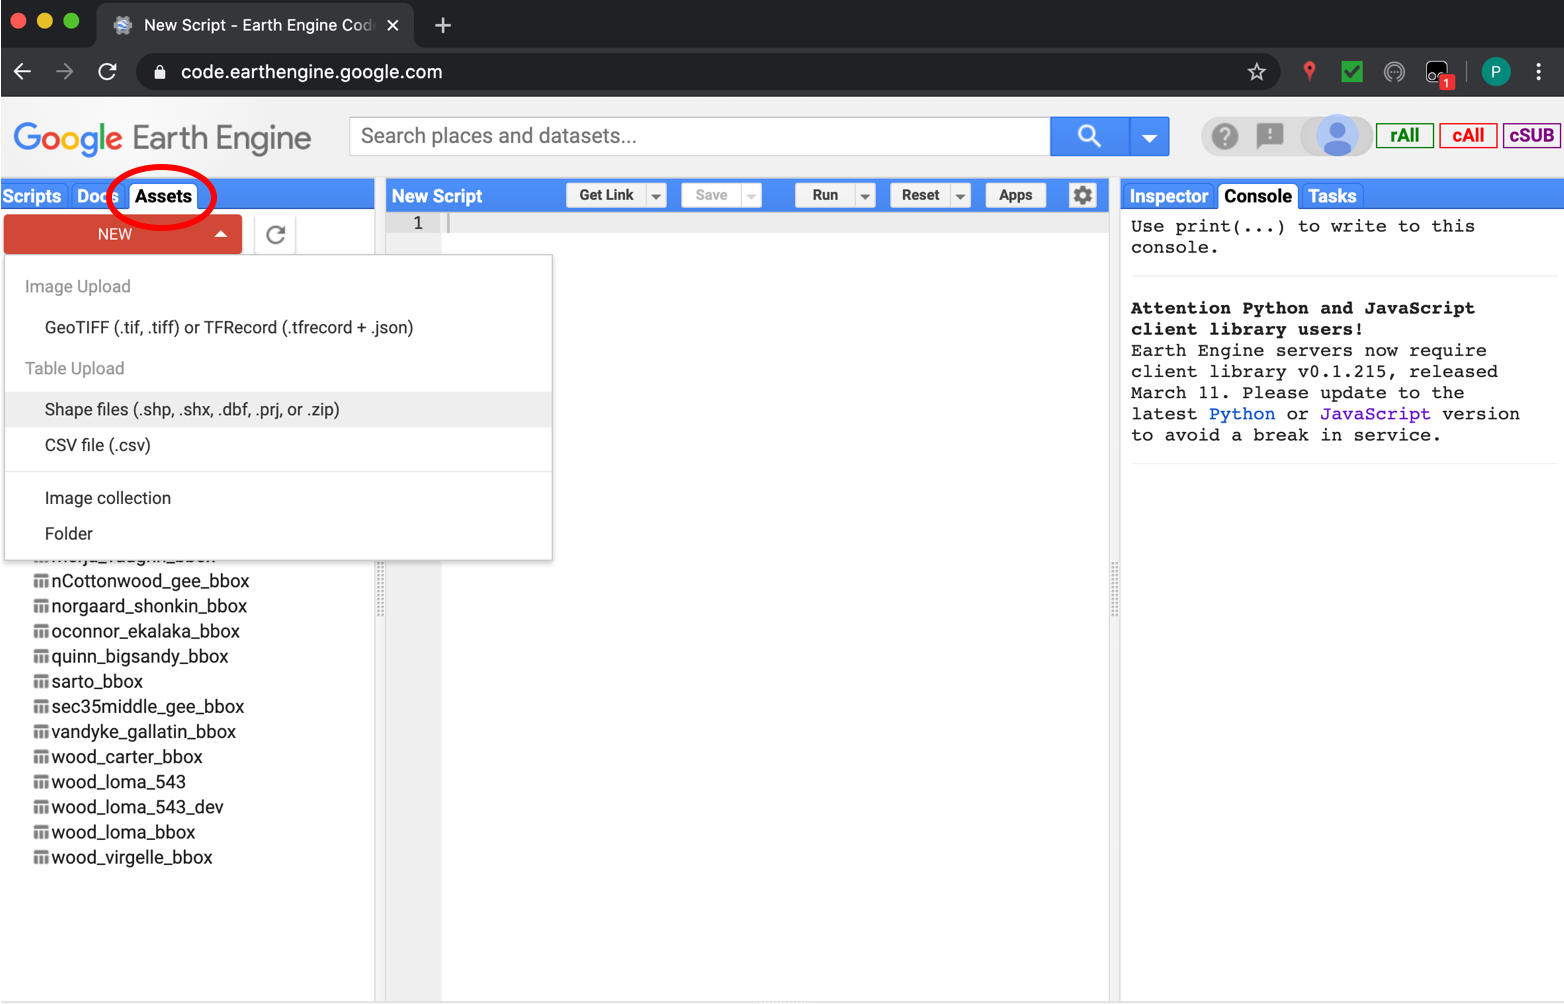 New Script - Earth Engine Cod
code.earthengine.google.com
1
P
Google Earth Engine
Search places and datasets...
rAll
cAll
cSUB
Scripts
Docs
Assets
New Script
Get Link
Save
Run
Reset
Apps
Inspector
Console
Tasks
NEW
1
Use print(...) to write to this
console.
Image Upload
GeoTIFF (.tif, .tiff) or TFRecord (.tfrecord + .json)
Table Upload
Shape files (.shp, .shx, .dbf, .prj, or .zip)
CSV file (.csv)
Image collection
Folder
Attention Python and JavaScript
client library users!
Earth Engine servers now require
client library v0.1.215, released
March 11. Please update to the
latest Python or JavaScript version
to avoid a break in service.
nCottonwood_gee_bbox
norgaard_shonkin_bbox
oconnor_ekalaka_bbox
quinn_bigsandy_bbox
sarto_bbox
sec35middle_gee_bbox
vandyke_gallatin_bbox
wood_carter_bbox
wood_loma_543
wood_loma_543_dev
wood_loma_bbox
wood_virgelle_bbox